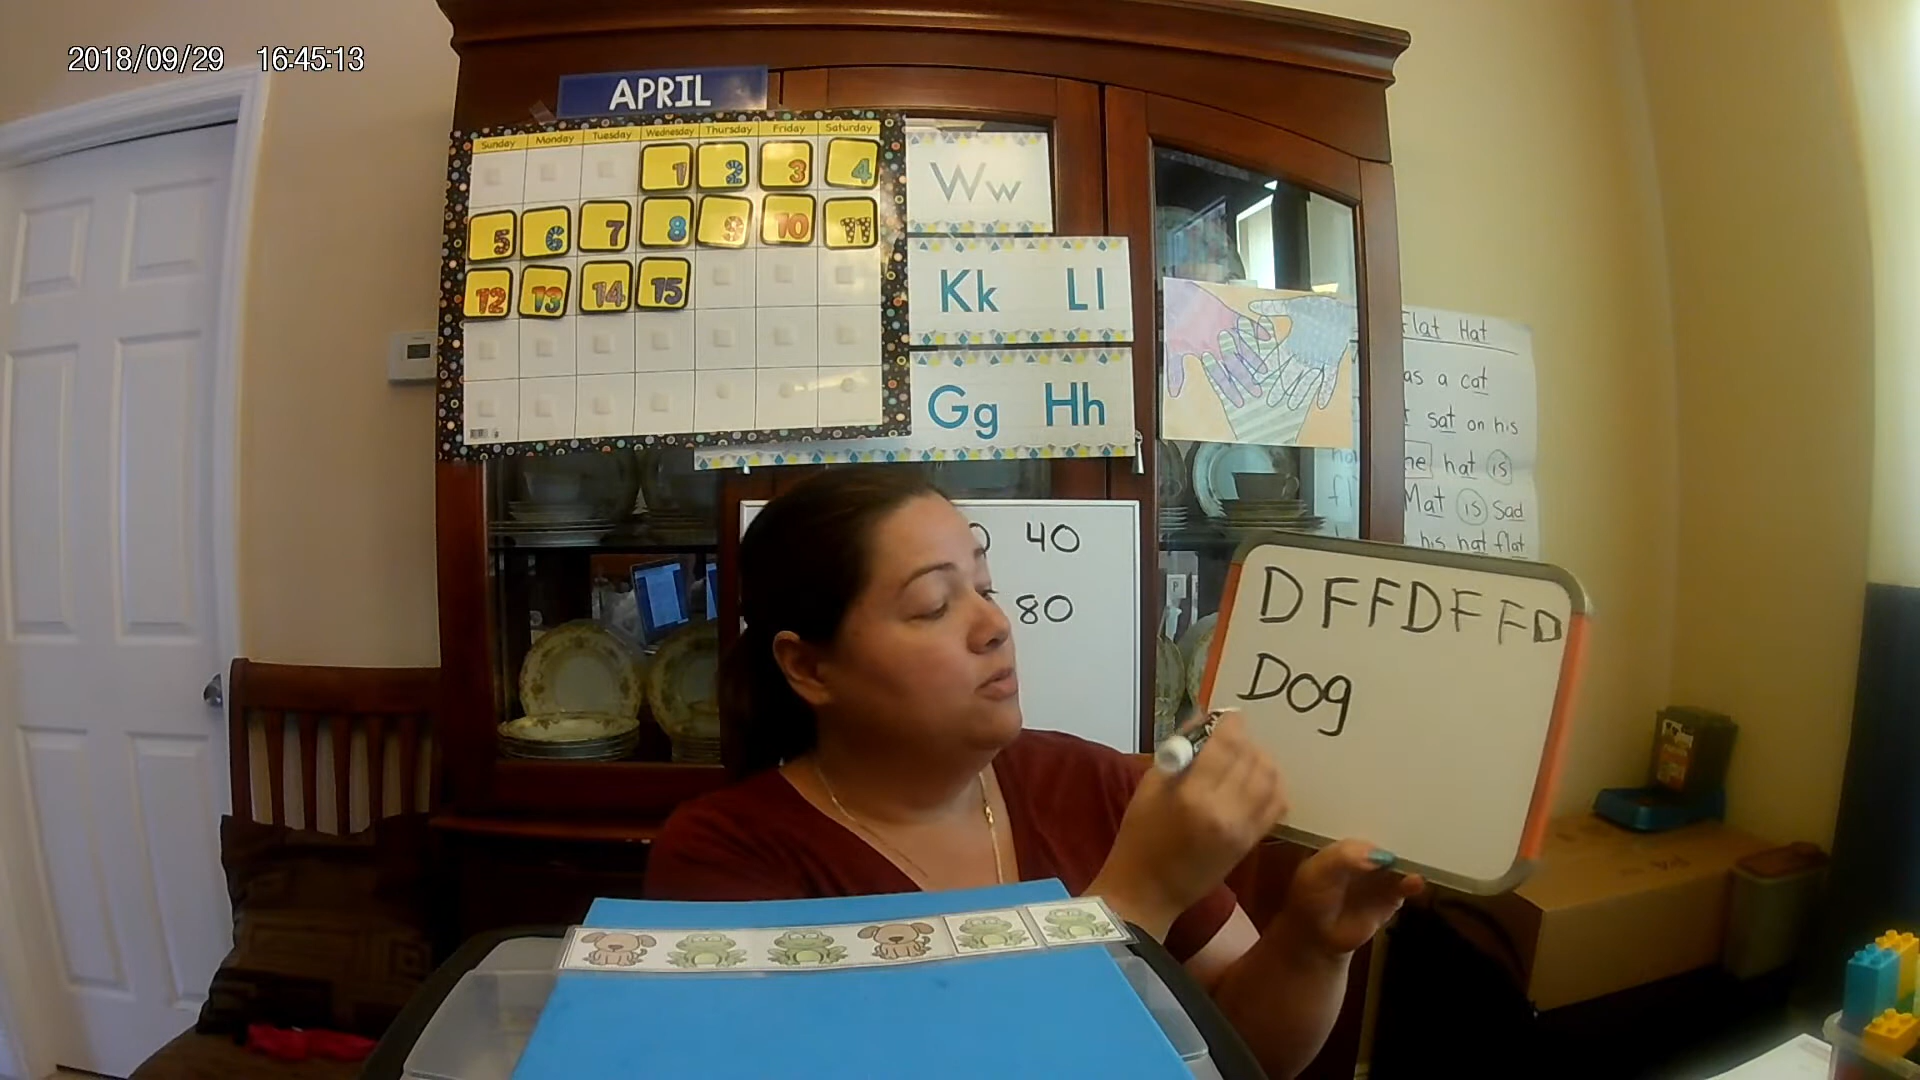 2018/09/29 16:45:13
APRIL
Sunday Monday Tuesday Wednesday Thursday Friday Saturday
1 2 3 4
5 6 7 8 9 10 11
12 13 14 15
Ww
Kk Ll
Gg Hh
40
80
D F F D F F D
Dog
Flat Hat
as a cat
sat on his
hat is
Mat is sad
his hat flat